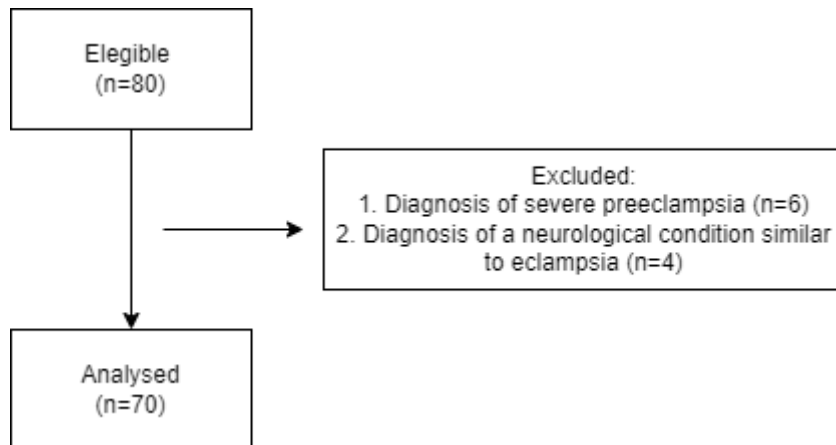 Elegible
(n=80)
Excluded:
1. Diagnosis of severe preeclampsia (n=6)
2. Diagnosis of a neurological condition similar
to eclampsia (n=4)
Analysed
(n=70)